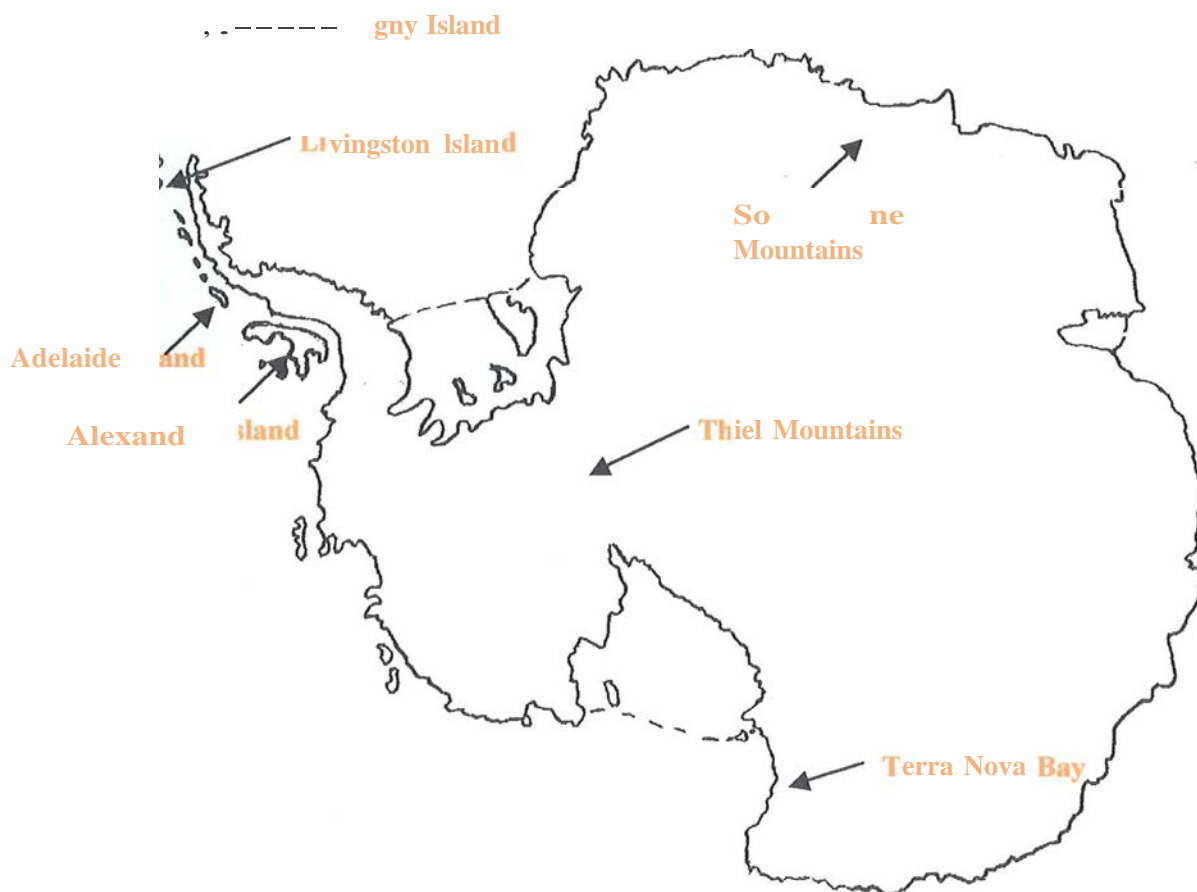 gny Island
Livingston Island
So ne
Mountains
Adelaide and
Alexand sland
Thiel Mountains
Terra Nova Bay